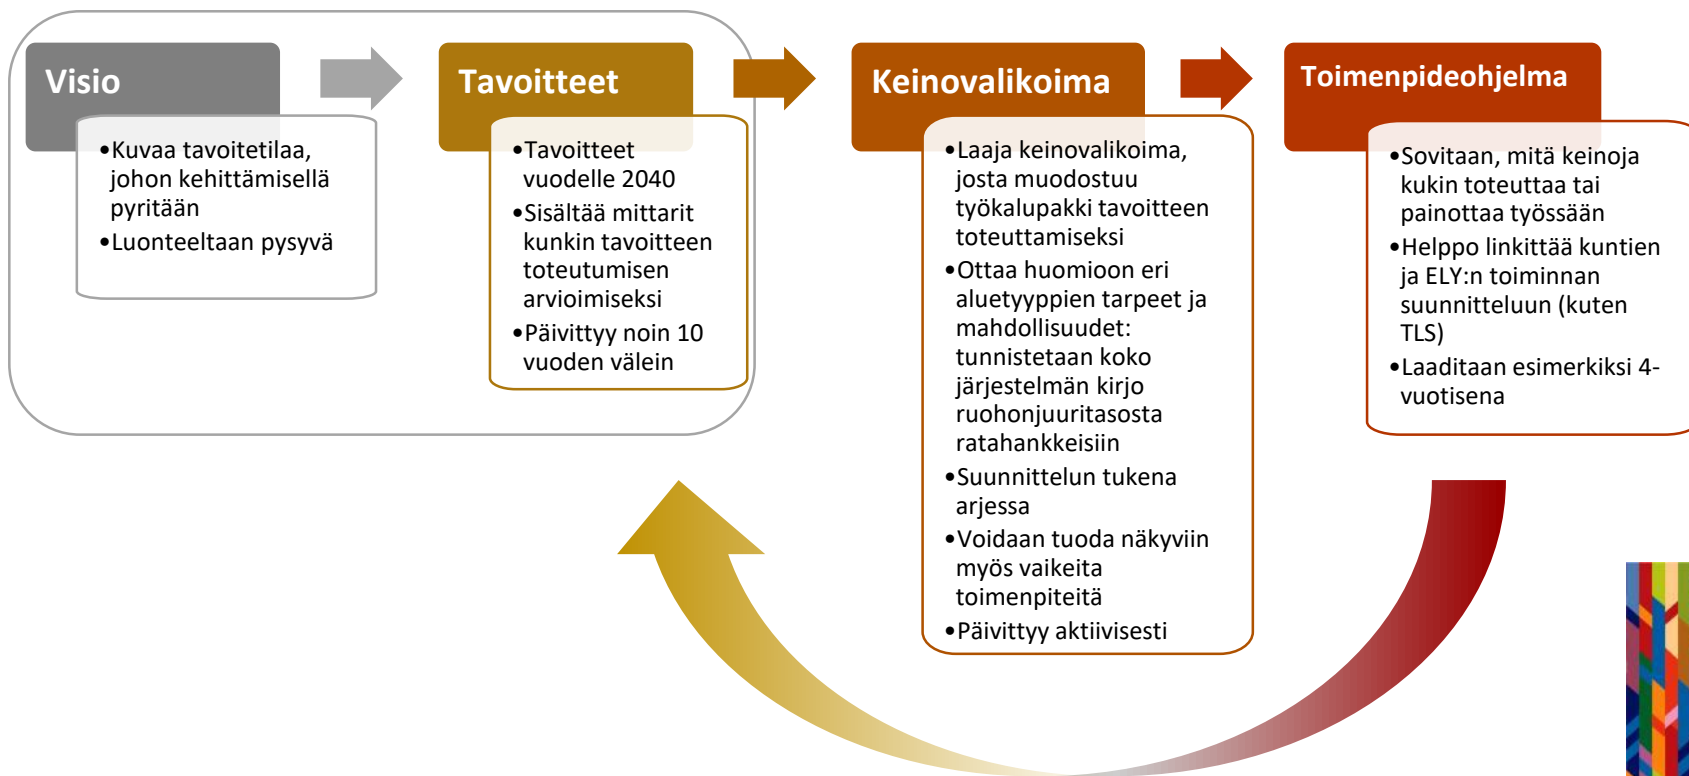 Visio
•Kuvaa tavoitetilaa,
johon kehittämisellä
pyritään
•Luonteeltaan pysyvä
Tavoitteet
•Tavoitteet
vuodelle 2040
•Sisältää mittarit
kunkin tavoitteen
toteutumisen
arvioimiseksi
•Päivittyy noin 10
vuoden välein
Keinovalikoima
•Laaja keinovalikoima,
josta muodostuu
työkalupakki tavoitteen
toteuttamiseksi
•Ottaa huomioon eri
aluetyyppien tarpeet ja
mahdollisuudet:
tunnistetaan koko
järjestelmän kirjo
ruohonjuuritasosta
ratahankkeisiin
•Suunnittelun tukena
arjessa
•Voidaan tuoda näkyviin
myös vaikeita
toimenpiteitä
•Päivittyy aktiivisesti
Toimenpideohjelma
•Sovitaan, mitä keinoja
kukin toteuttaa tai
painottaa työssään
•Helppo linkittää kuntien
ja ELY:n toiminnan
suunnitteluun (kuten
TLS)
•Laaditaan esimerkiksi 4-
vuotisena